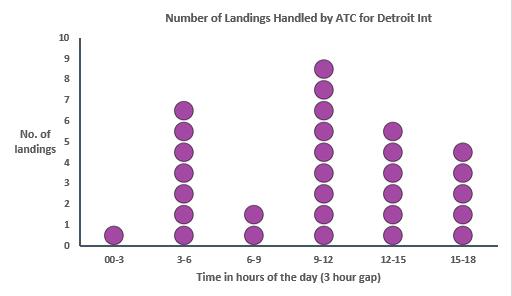 Number of Landings Handled by ATC for Detroit Int
10
9
8
7
6
5
4
3
2
1
0
No. of
landings
00-3 3-6 6-9 9-12 12-15 15-18
Time in hours of the day (3 hour gap)